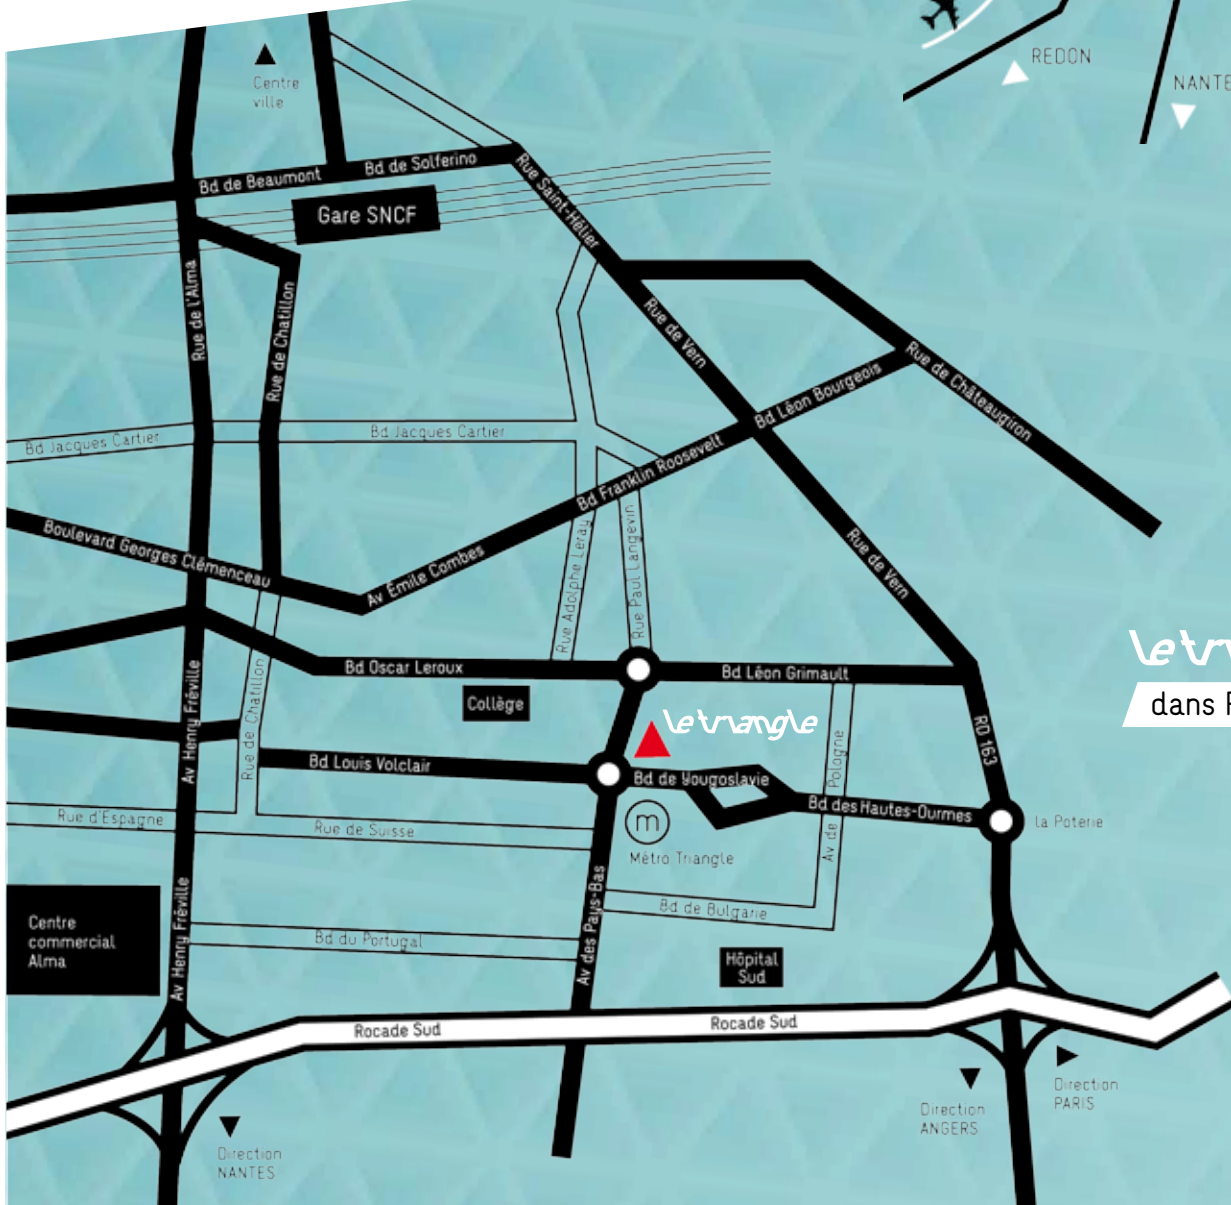 REDON
NANTE
Centre
ville
Bd de Beaumont
Bd de Solferino
Gare SNCF
Rue Saint-Hélier
Rue de l'Alma
Rue de Chatillon
Rue de Vern
Bd Léon Bourgeois
Rue de Châteaugiron
Bd Jacques Cartier
Bd Jacques Cartier
Bd Franklin Roosevelt
Boulevard Georges Clémenceau
Av Émile Combes
Rue Adolphe Leray
Rue Paul Langevin
Rue de Vern
Bd Oscar Leroux
Bd Léon Grimault
le tri
dans R
Av Henry Fréville
Rue de Chatillon
Collège
le triangle
RD 163
Bd Louis Volclair
Bd de Yougoslavie
Av de Pologne
Bd des Hautes-Ourmes
la Poterie
Rue d'Espagne
Rue de Suisse
m
Métro Triangle
Centre
commercial
Alma
Av Henry Fréville
Bd du Portugal
Av des Pays-Bas
Bd de Bulgarie
Hôpital
Sud
Rocade Sud
Rocade Sud
Direction
PARIS
Direction
ANGERS
Direction
NANTES